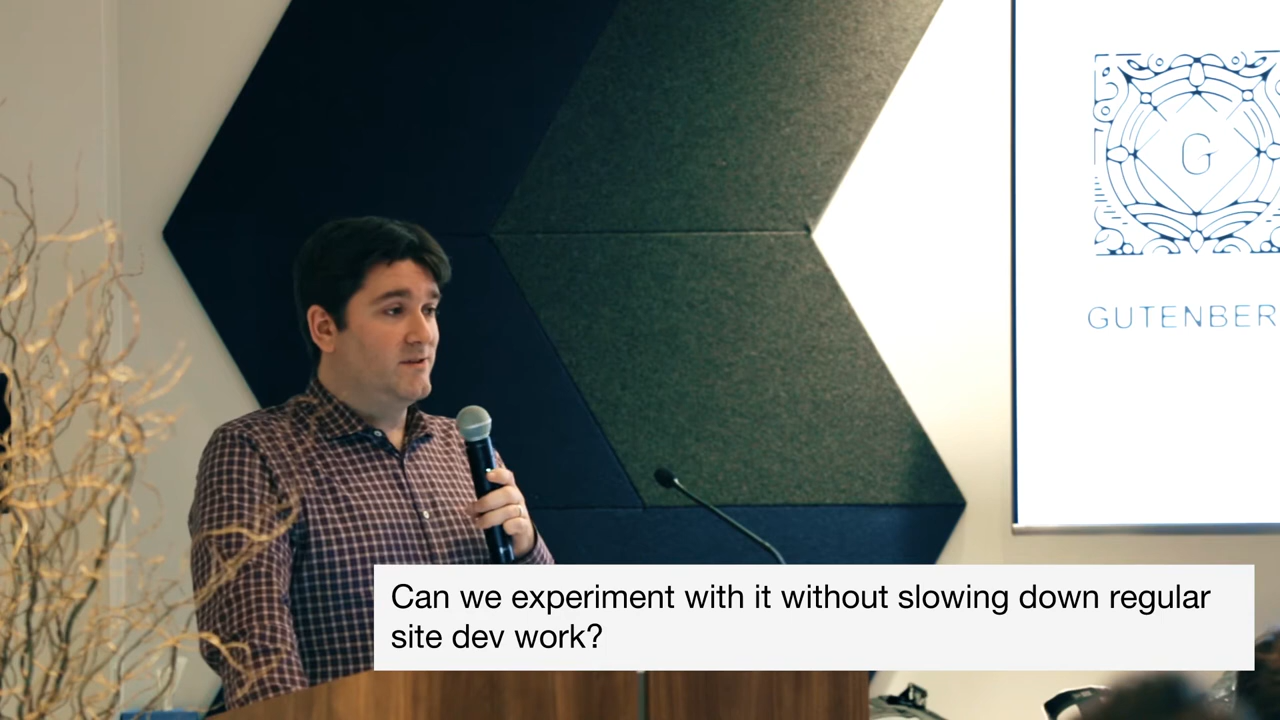 G
GUTENBER
Can we experiment with it without slowing down regular
site dev work?